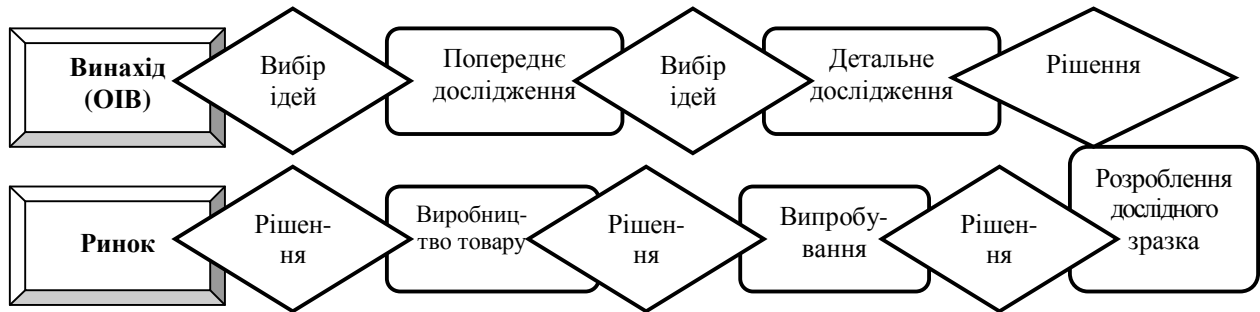 Винахід
(ОІВ)
Вибір
ідей
Попереднє
дослідження
Вибір
ідей
Детальне
дослідження
Рішення
Ринок
Рішен-
ня
Виробниц-
тво товару
Рішен-
ня
Випробу-
вання
Рішен-
ня
Розроблення
дослідного
зразка